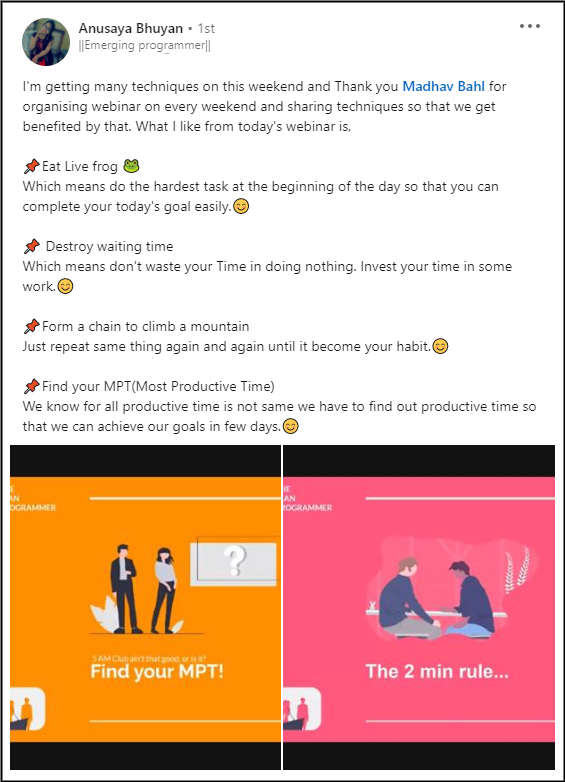 Anusaya Bhuyan • 1st
||Emerging programmer||
I'm getting many techniques on this weekend and Thank you Madhav Bahl for
organising webinar on every weekend and sharing techniques so that we get
benefited by that. What I like from today's webinar is,
📌Eat Live frog 🐸
Which means do the hardest task at the beginning of the day so that you can
complete your today's goal easily.😊
📌 Destroy waiting time
Which means don't waste your Time in doing nothing. Invest your time in some
work.😊
📌Form a chain to climb a mountain
Just repeat same thing again and again until it become your habit.😊
📌Find your MPT(Most Productive Time)
We know for all productive time is not same we have to find out productive time so
that we can achieve our goals in few days.😊
HE
AN
OGRAMMER
?
5 AM Club ain't that good, or is it?
Find your MPT!
HE
AN
ROGRAMMER
The 2 min rule...